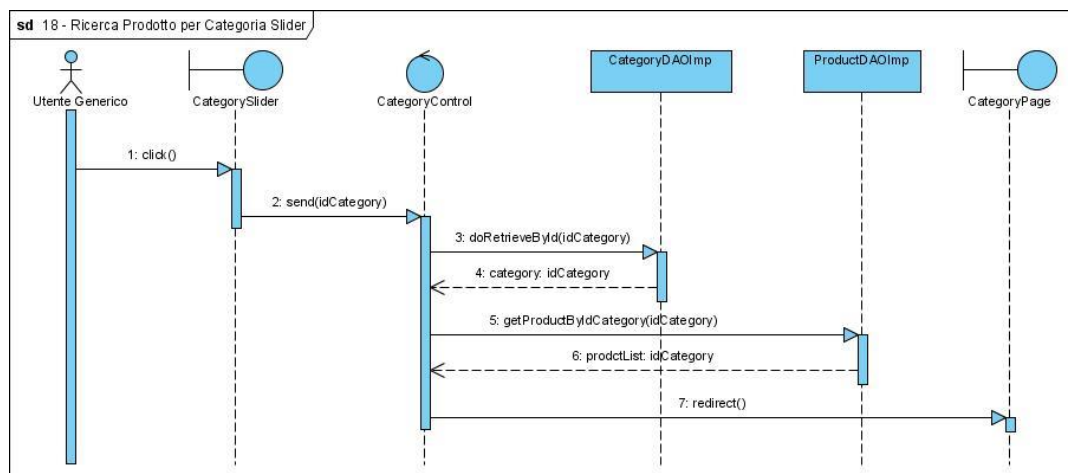 sd 18 - Ricerca Prodotto per Categoria Slider
Utente Generico
CategorySlider
CategoryControl
CategoryDAOImp
ProductDAOImp
CategoryPage
1: click()
2: send(idCategory)
3: doRetrieveById(idCategory)
4: category: idCategory
5: getProductByIdCategory(idCategory)
6: prodctList: idCategory
7: redirect()